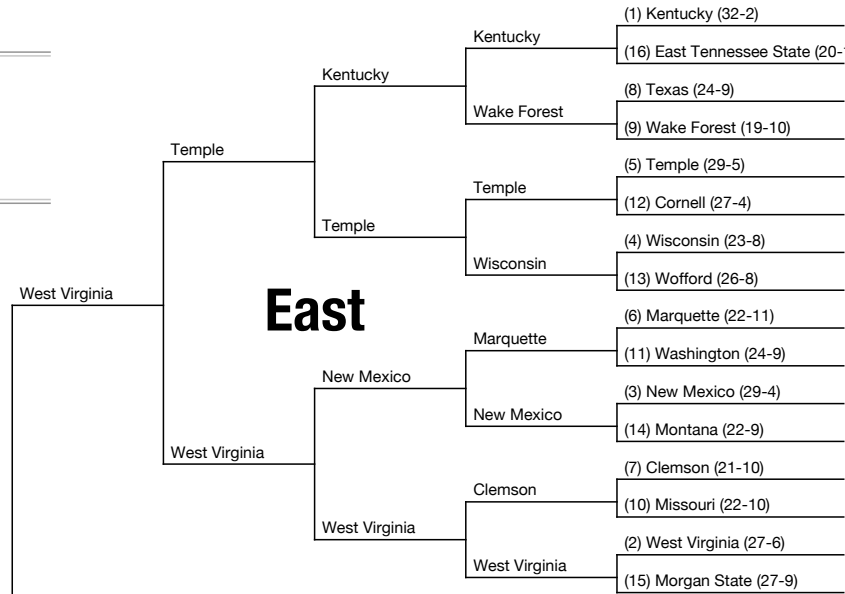 (1) Kentucky (32-2)
Kentucky
(16) East Tennessee State (20-
Kentucky
(8) Texas (24-9)
Wake Forest
(9) Wake Forest (19-10)
Temple
(5) Temple (29-5)
Temple
(12) Cornell (27-4)
Temple
(4) Wisconsin (23-8)
Wisconsin
(13) Wofford (26-8)
West Virginia
East
(6) Marquette (22-11)
Marquette
(11) Washington (24-9)
New Mexico
(3) New Mexico (29-4)
New Mexico
(14) Montana (22-9)
West Virginia
(7) Clemson (21-10)
Clemson
(10) Missouri (22-10)
West Virginia
(2) West Virginia (27-6)
West Virginia
(15) Morgan State (27-9)